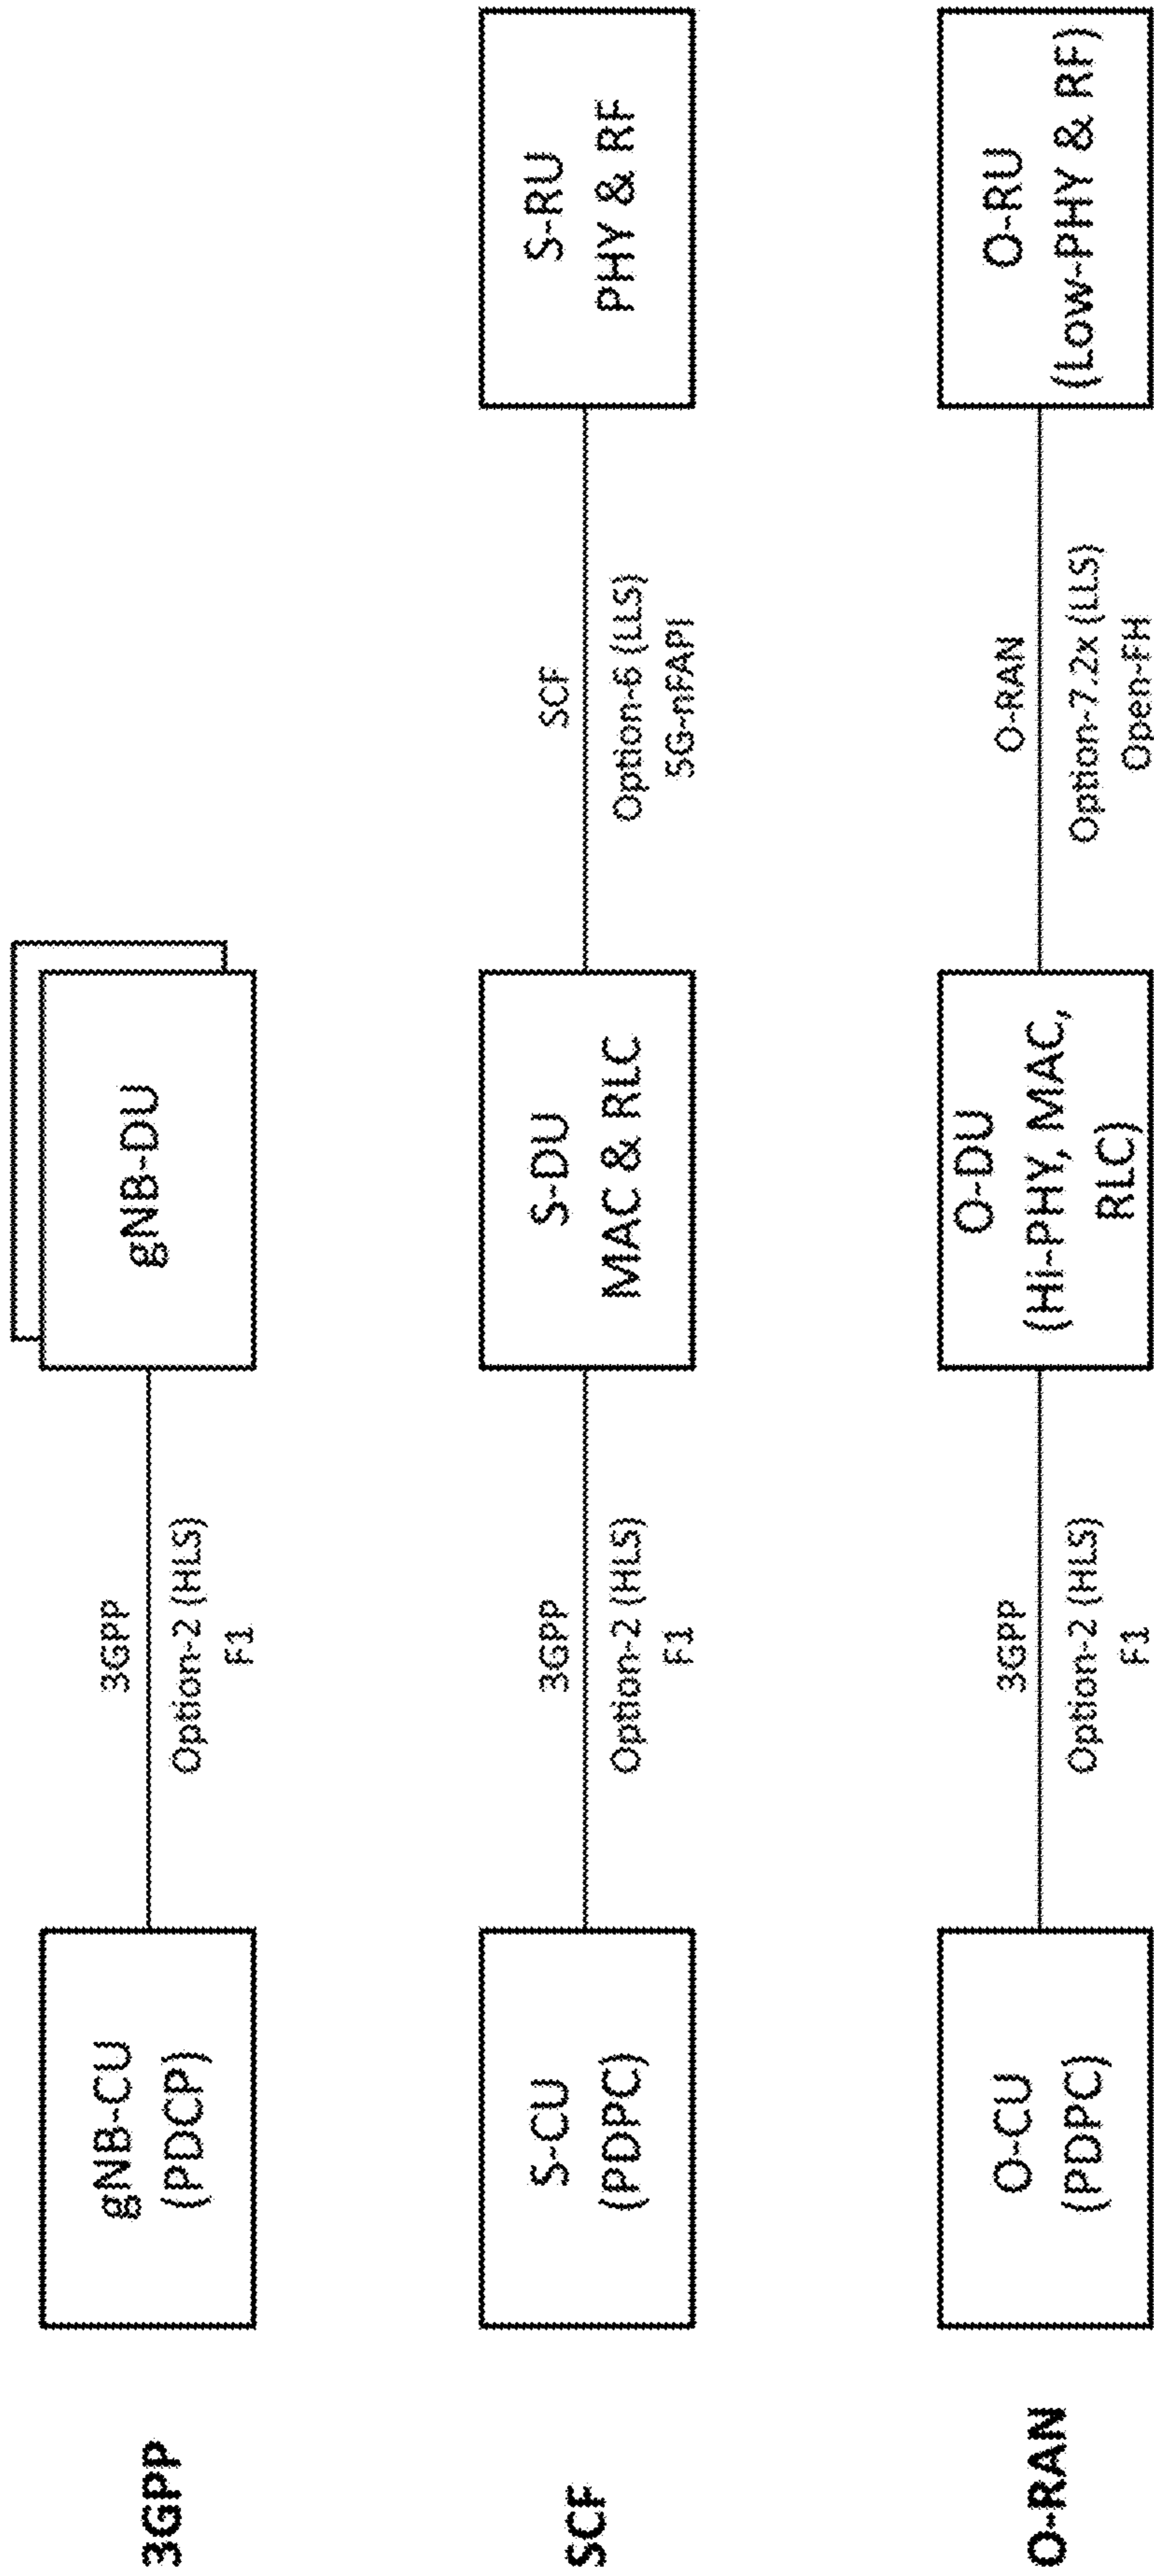 3GPP
gNB-CU
(PDCP)
3GPP
Option-2 (HLS)
F1
gNB-DU
SCF
S-CU
(PDPC)
3GPP
Option-2 (HLS)
F1
S-DU
MAC & RLC
SCF
Option-6 (LLS)
5G-nFAPI
S-RU
PHY & RF
O-RAN
O-CU
(PDPC)
3GPP
Option-2 (HLS)
F1
O-DU
(Hi-PHY, MAC,
RLC)
O-RAN
Option-7.2x (LLS)
Open-FH
O-RU
(Low-PHY & RF)